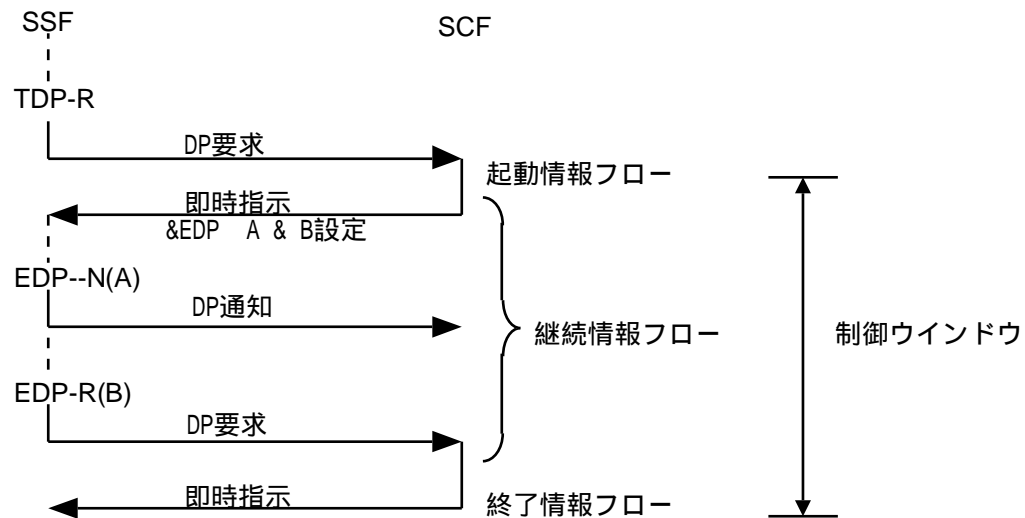 SSF
SCF
TDP-R
DP要求
起動情報フロー
即時指示
&EDP A & B設定
EDP--N(A)
DP通知
継続情報フロー
制御ウインドウ
EDP-R(B)
DP要求
即時指示
終了情報フロー